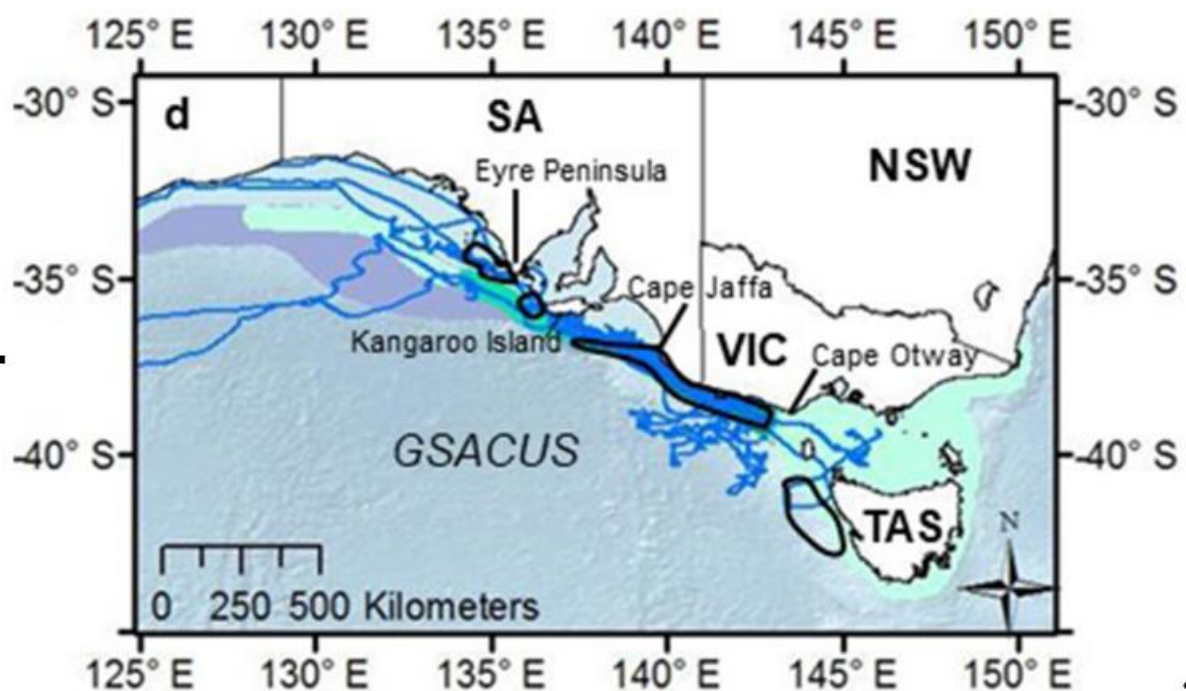 125° E 130° E 135° E 140° E 145° E 150° E
-30° S d SA -30° S
Eyre Peninsula NSW
-35° S Cape Jaffa -35° S
Kangaroo Island VIC Cape Otway
-40° S GSACUS -40° S
TAS N
0 250 500 Kilometers
125° E 130° E 135° E 140° E 145° E 150° E